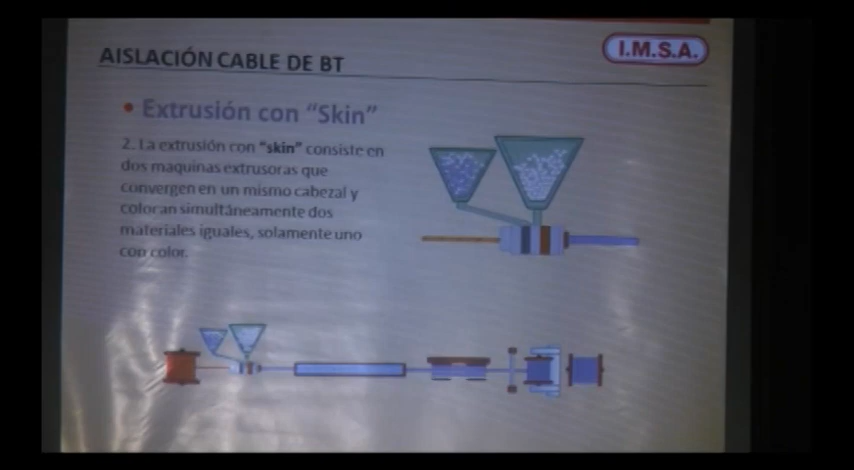 AISLACIÓN CABLE DE BT
I.M.S.A.
• Extrusión con "Skin"
2. La extrusión con "skin" consiste en
dos maquinas extrusoras que
convergen en un mismo cabezal y
colocan simultáneamente dos
materiales iguales, solamente uno
con color.